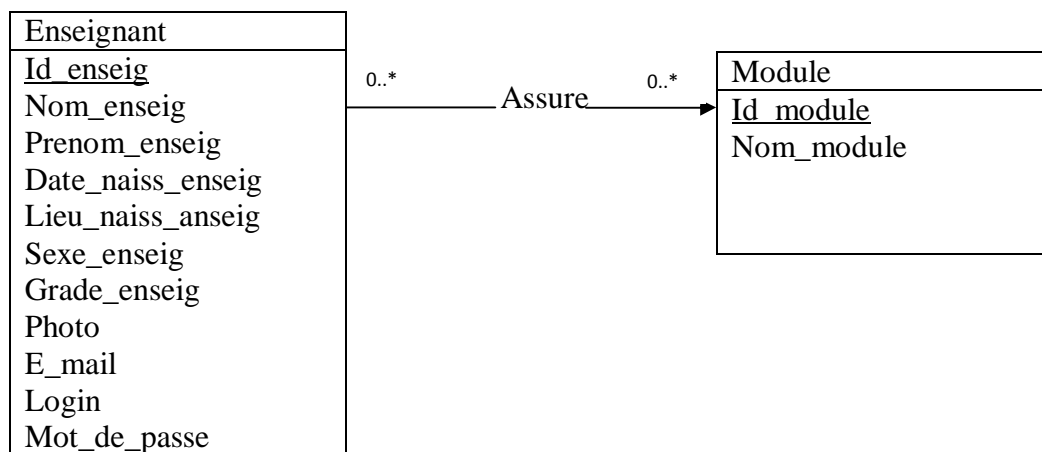 Enseignant
Id_enseig
Nom_enseig
Prenom_enseig
Date_naiss_enseig
Lieu_naiss_anseig
Sexe_enseig
Grade_enseig
Photo
E_mail
Login
Mot_de_passe
0..*
Assure
0..*
Module
Id_module
Nom_module